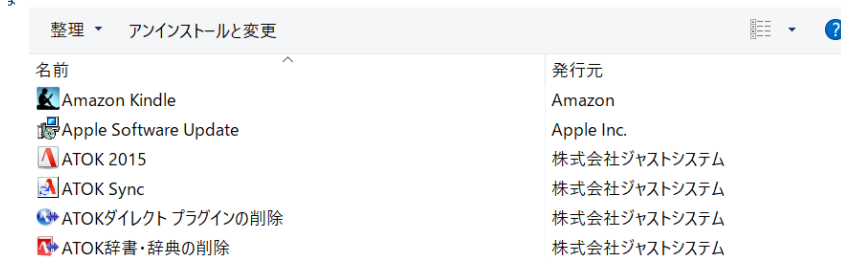 整理 アンインストールと変更
名前 発行元
Amazon Kindle Amazon
Apple Software Update Apple Inc.
ATOK 2015 株式会社ジャストシステム
ATOK Sync 株式会社ジャストシステム
ATOKダイレクト プラグインの削除 株式会社ジャストシステム
ATOK辞書・辞典の削除 株式会社ジャストシステム